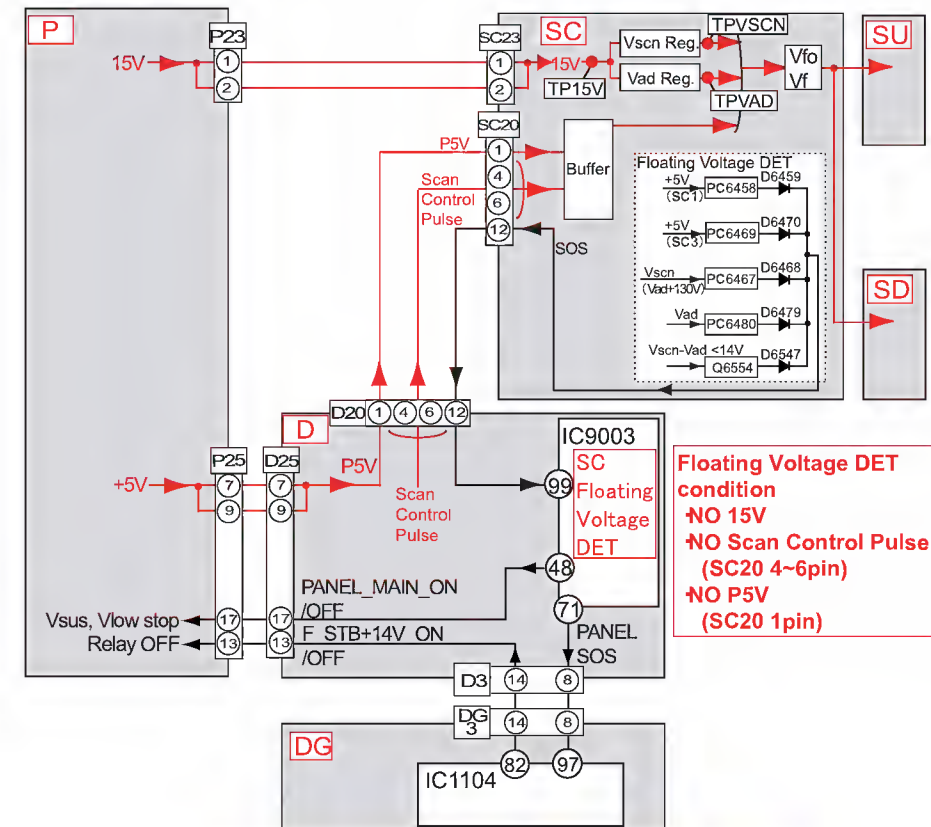 P
P23
SC23
SC
TPVSCN
SU
15V
1
2
1
2
15V
Vscn Reg.
Vad Reg.
Vfo
Vf
TP15V
TPVAD
SC20
P5V
1
4
6
12
Scan
Control
Pulse
Buffer
SOS
Floating Voltage DET
+5V
(SC1)
PC6458
D6459
+5V
(SC3)
PC6469
D6470
Vscn
(Vad+130V)
PC6467
D6468
Vad
PC6480
D6479
Vscn-Vad <14V
Q6554
D6547
SD
D20
1
4
6
12
D
P25
D25
P5V
+5V
7
9
7
9
Scan
Control
Pulse
IC9003
SC
Floating
Voltage
DET
99
48
71
PANEL_MAIN_ON
/OFF
Vsus, Vlow stop
17
17
F_STB+14V_ON
/OFF
Relay OFF
13
13
PANEL
SOS
Floating Voltage DET
condition
·NO 15V
·NO Scan Control Pulse
(SC20 4~6pin)
·NO P5V
(SC20 1pin)
D3
14
8
DG
3
14
8
DG
82
97
IC1104